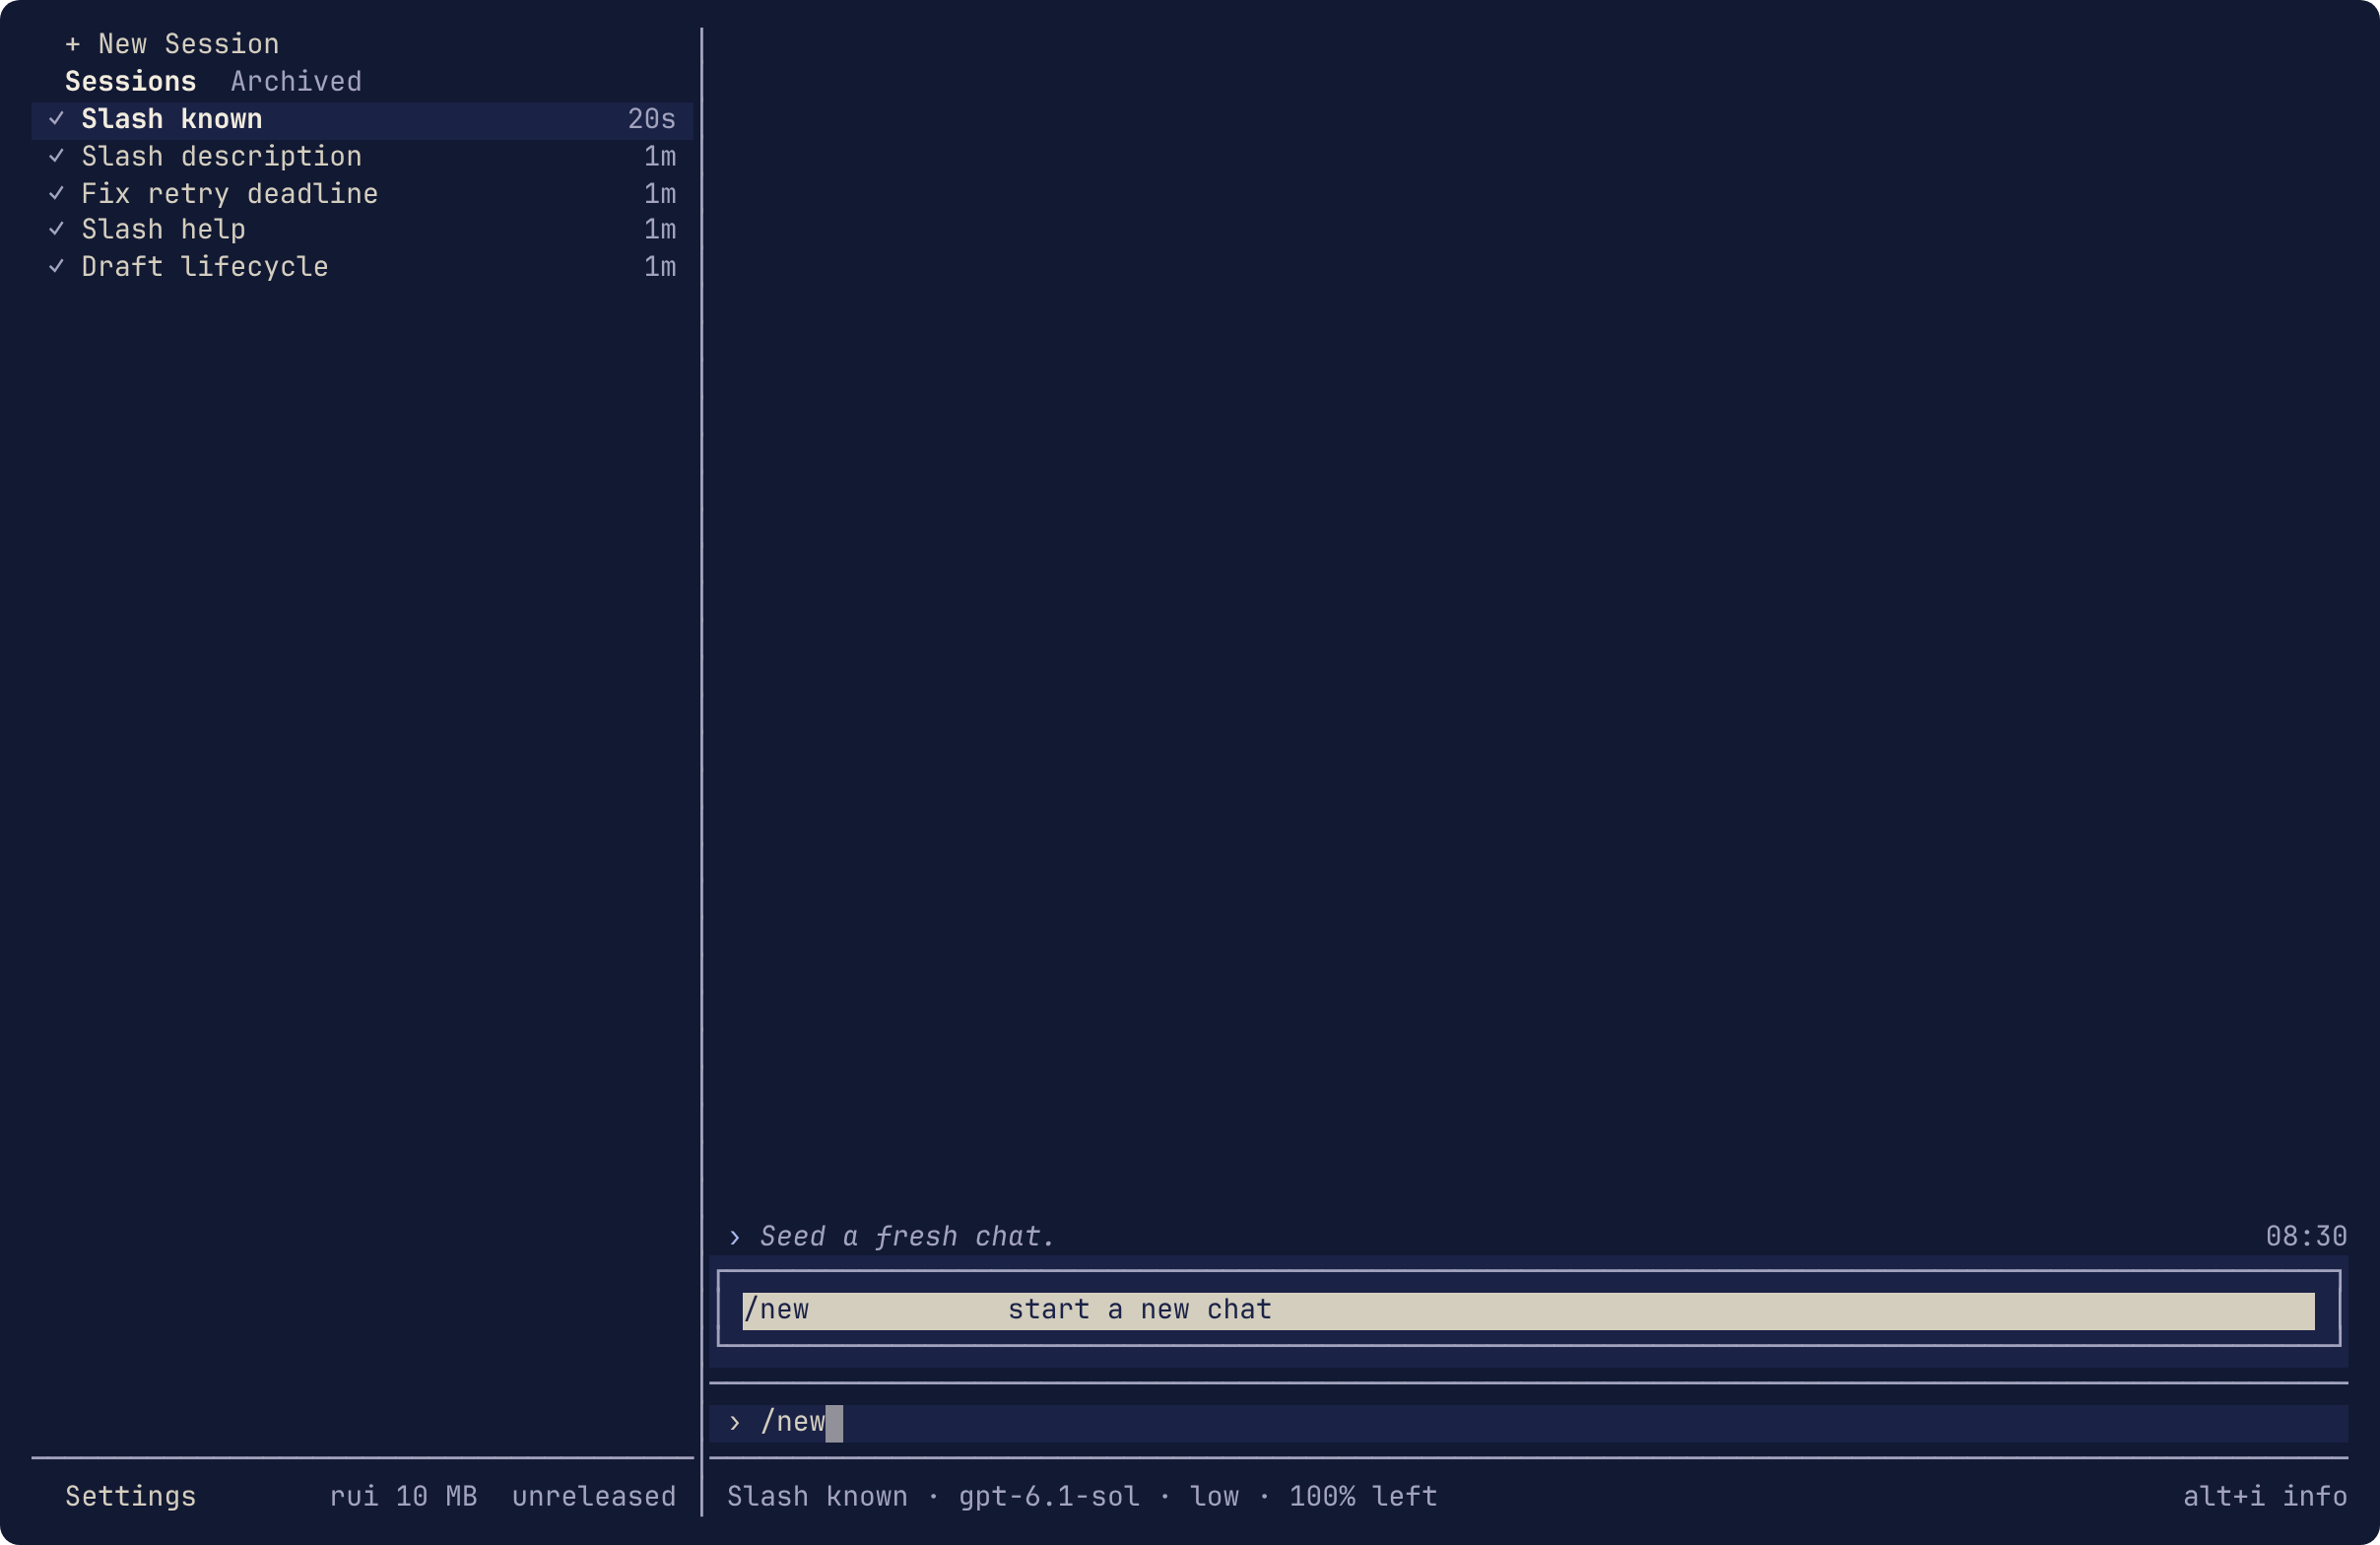 + New Session
Sessions  Archived
✓ Slash known 20s
✓ Slash description 1m
✓ Fix retry deadline 1m
✓ Slash help 1m
✓ Draft lifecycle 1m
› Seed a fresh chat. 08:30
/new start a new chat
› /new
Settings rui 10 MB unreleased
Slash known · gpt-6.1-sol · low · 100% left alt+i info